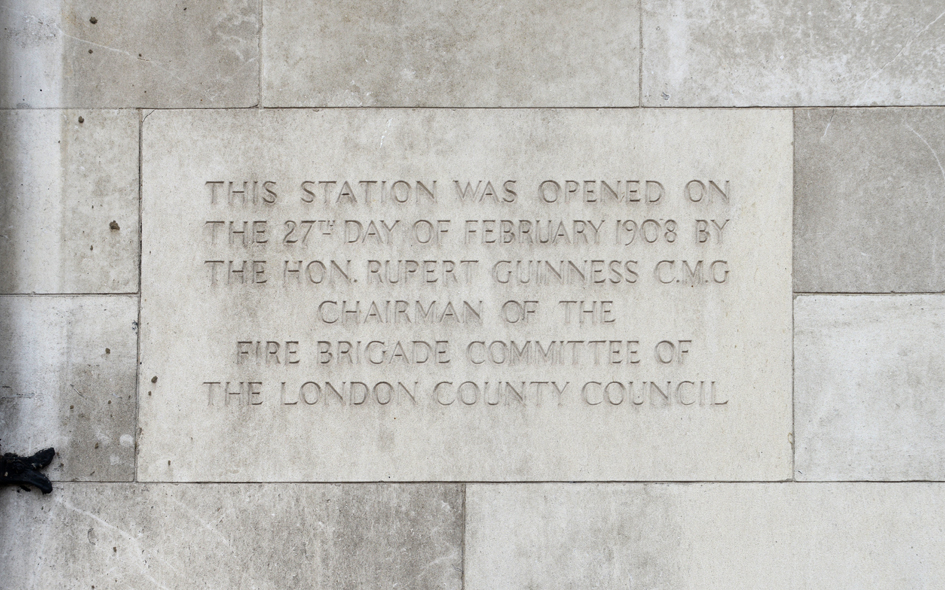 THIS STATION WAS OPENED ON
THE 27TH DAY OF FEBRUARY 1908 BY
THE HON. RUPERT GUINNESS C.M.G
CHAIRMAN OF THE
FIRE BRIGADE COMMITTEE OF
THE LONDON COUNTY COUNCIL